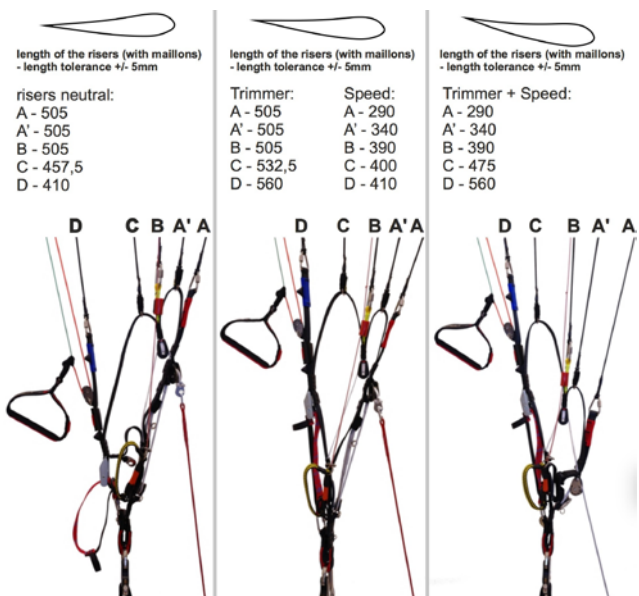 length of the risers (with maillons)
- length tolerance +/- 5mm
risers neutral:
A - 505
A' - 505
B - 505
C - 457,5
D - 410
D C B A' A
length of the risers (with maillons)
- length tolerance +/- 5mm
Trimmer: Speed:
A - 505 A - 290
A' - 505 A' - 340
B - 505 B - 390
C - 532,5 C - 400
D - 560 D - 410
D C B A' A
length of the risers (with maillons)
- length tolerance +/- 5mm
Trimmer + Speed:
A - 290
A' - 340
B - 390
C - 475
D - 560
D C B A' A